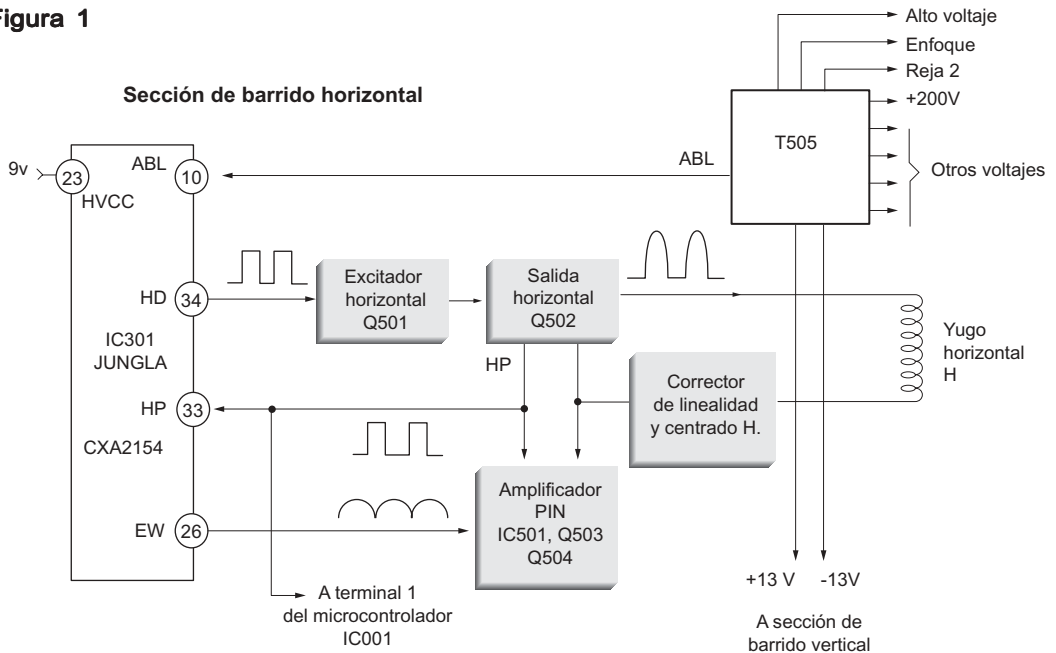 Figura 1
Sección de barrido horizontal
Alto voltaje
Enfoque
Reja 2
+200V
T505
Otros voltajes
9v
23
HVCC
ABL
10
ABL
HD
34
IC301
JUNGLA
HP
33
CXA2154
EW
26
Excitador
horizontal
Q501
Salida
horizontal
Q502
HP
Yugo
horizontal
H
Corrector
de linealidad
y centrado H.
Amplificador
PIN
IC501, Q503
Q504
A terminal 1
del microcontrolador
IC001
+13 V
-13V
A sección de
barrido vertical